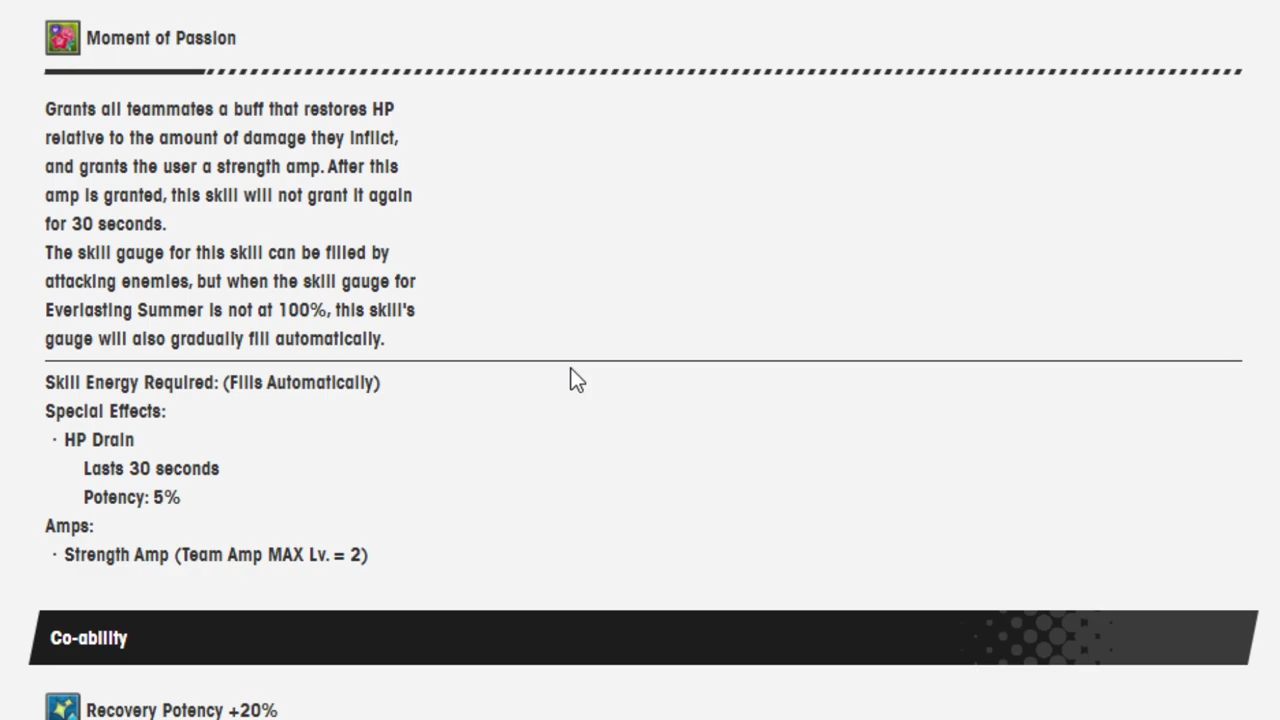 Moment of Passion
Grants all teammates a buff that restores HP
relative to the amount of damage they inflict,
and grants the user a strength amp. After this
amp is granted, this skill will not grant it again
for 30 seconds.
The skill gauge for this skill can be filled by
attacking enemies, but when the skill gauge for
Everlasting Summer is not at 100%, this skill's
gauge will also gradually fill automatically.
Skill Energy Required: (Fills Automatically)
Special Effects:
・HP Drain
Lasts 30 seconds
Potency: 5%
Amps:
・Strength Amp (Team Amp MAX Lv. = 2)
Co-ability
Recovery Potency +20%